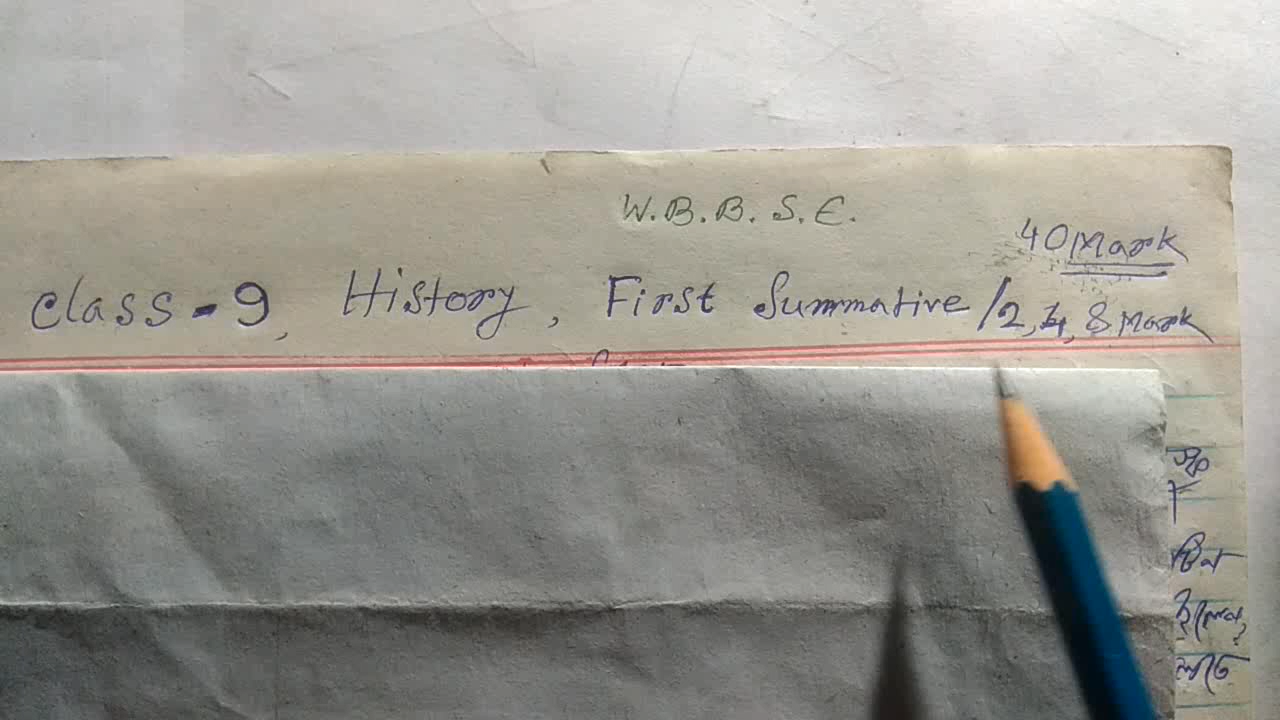 W.B.B.S.E.
40 Mark
Class-9, History, First Summative/2,4,8 Mark